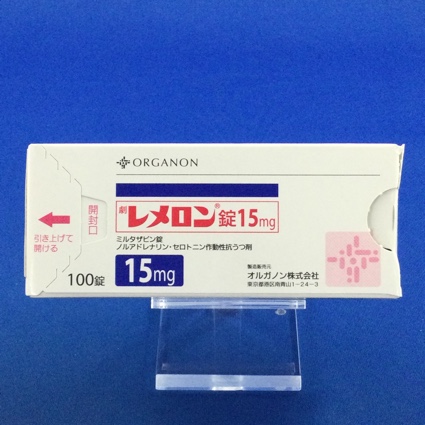 ORGANON
劇 レメロン®錠15mg
ミルタザピン錠
ノルアドレナリン・セロトニン作動性抗うつ剤
15mg
100錠
開封口
引き上げて
開ける
製造販売元
オルガノン株式会社
東京都港区南青山1-24-3